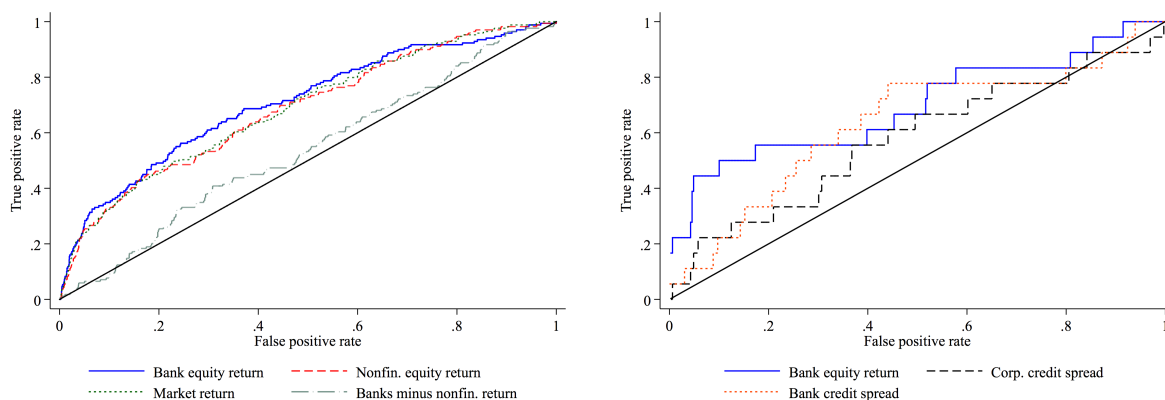 True positive rate
1
.8
.6
.4
.2
0
0 .2 .4 .6 .8 1
False positive rate
Bank equity return Nonfin. equity return
Market return Banks minus nonfin. return
True positive rate
1
.8
.6
.4
.2
0
0 .2 .4 .6 .8 1
False positive rate
Bank equity return Corp. credit spread
Bank credit spread